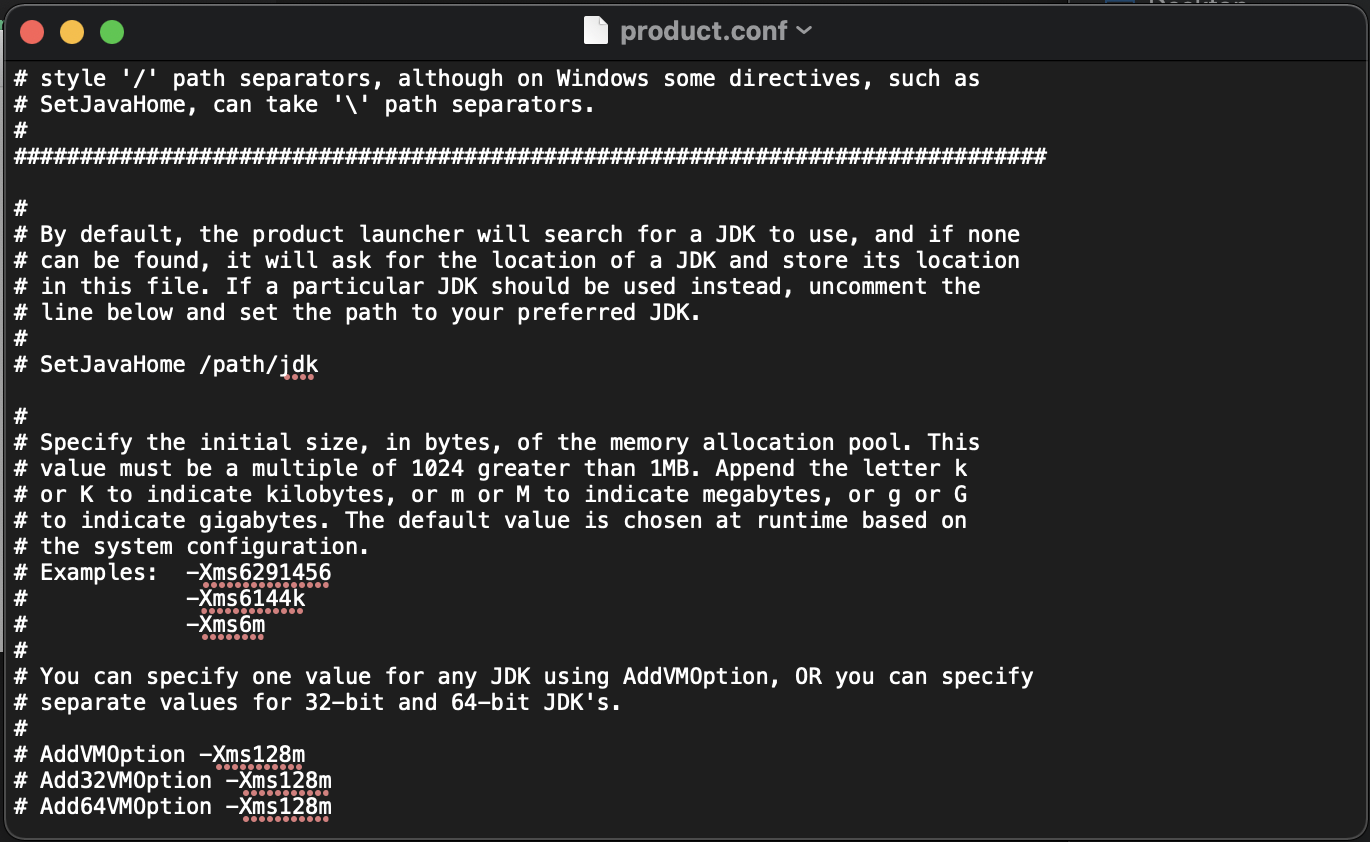 product.conf
# style '/' path separators, although on Windows some directives, such as
# SetJavaHome, can take '\' path separators.
#
##############################################################################
#
# By default, the product launcher will search for a JDK to use, and if none
# can be found, it will ask for the location of a JDK and store its location
# in this file. If a particular JDK should be used instead, uncomment the
# line below and set the path to your preferred JDK.
#
# SetJavaHome /path/jdk
#
# Specify the initial size, in bytes, of the memory allocation pool. This
# value must be a multiple of 1024 greater than 1MB. Append the letter k
# or K to indicate kilobytes, or m or M to indicate megabytes, or g or G
# to indicate gigabytes. The default value is chosen at runtime based on
# the system configuration.
# Examples:  -Xms6291456
#            -Xms6144k
#            -Xms6m
#
# You can specify one value for any JDK using AddVMOption, OR you can specify
# separate values for 32-bit and 64-bit JDK's.
#
# AddVMOption -Xms128m
# Add32VMOption -Xms128m
# Add64VMOption -Xms128m